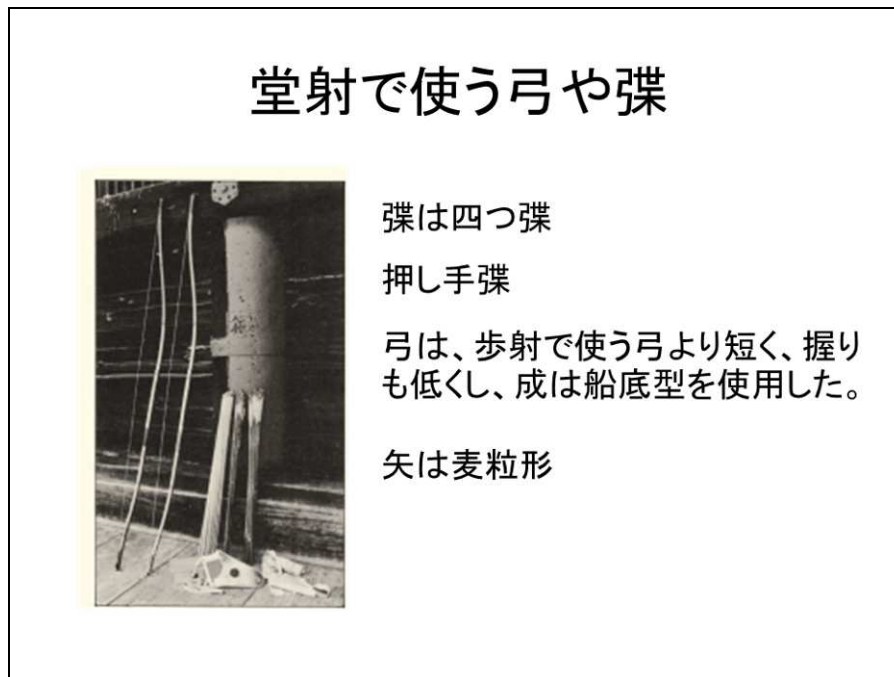 堂射で使う弓や弽
弽は四つ弽
押し手弽
弓は、歩射で使う弓より短く、握り
も低くし、成は船底型を使用した。
矢は麦粒形